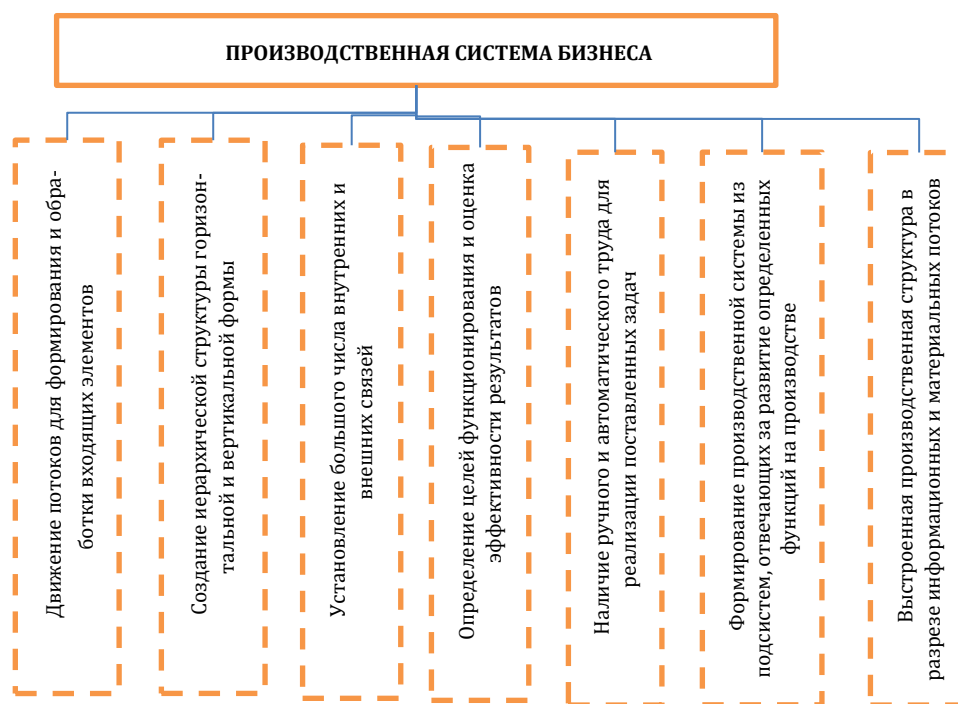 ПРОИЗВОДСТВЕННАЯ СИСТЕМА БИЗНЕСА
Движение потоков для формирования и обра-
ботки входящих элементов
Создание иерархической структуры горизон-
тальной и вертикальной формы
Установление большого числа внутренних и
внешних связей
Определение целей функционирования и оценка
эффективности результатов
Наличие ручного и автоматического труда для
реализации поставленных задач
Формирование производственной системы из
подсистем, отвечающих за развитие определенных
функций на производстве
Выстроенная производственная структура в
разрезе информационных и материальных потоков